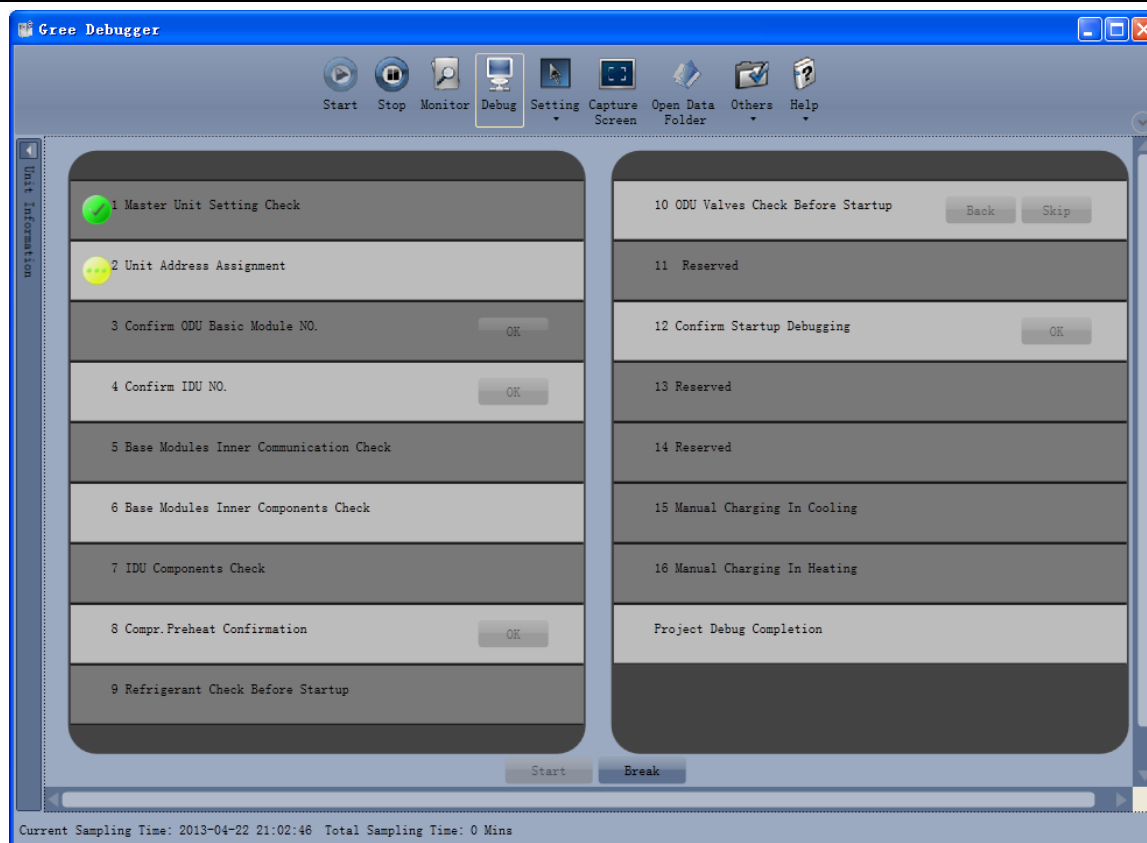 Gree Debugger
Start Stop Monitor Debug Setting Capture Screen Open Data Folder Others Help
Unit Information
1 Master Unit Setting Check
2 Unit Address Assignment
3 Confirm ODU Basic Module NO. OK
4 Confirm IDU NO. OK
5 Base Modules Inner Communication Check
6 Base Modules Inner Components Check
7 IDU Components Check
8 Compr.Preheat Confirmation OK
9 Refrigerant Check Before Startup
10 ODU Valves Check Before Startup Back Skip
11 Reserved
12 Confirm Startup Debugging OK
13 Reserved
14 Reserved
15 Manual Charging In Cooling
16 Manual Charging In Heating
Project Debug Completion
Start Break
Current Sampling Time: 2013-04-22 21:02:46 Total Sampling Time: 0 Mins